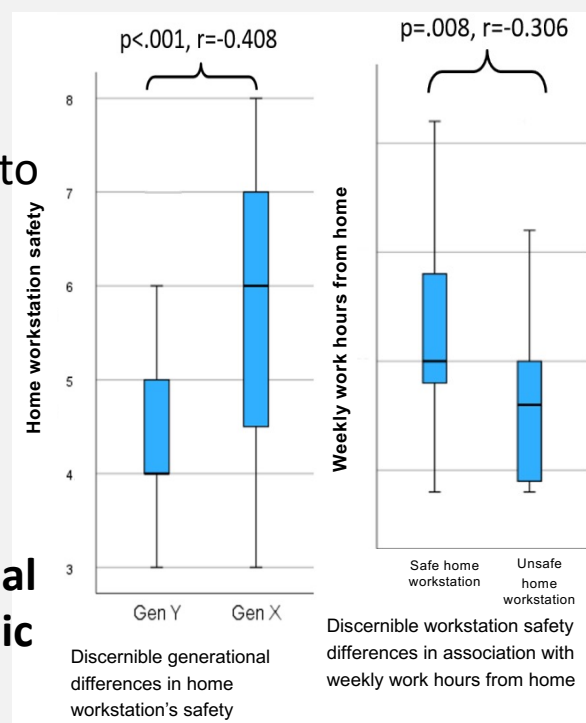 p<.001, r=-0.408
p=.008, r=-0.306
to
Home workstation safety
8
7
6
5
4
3
Gen Y
Gen X
Discernible generational
differences in home
workstation's safety
Weekly work hours from home
Safe home
workstation
Unsafe
home
workstation
Discernible workstation safety
differences in association with
weekly work hours from home
al
ic